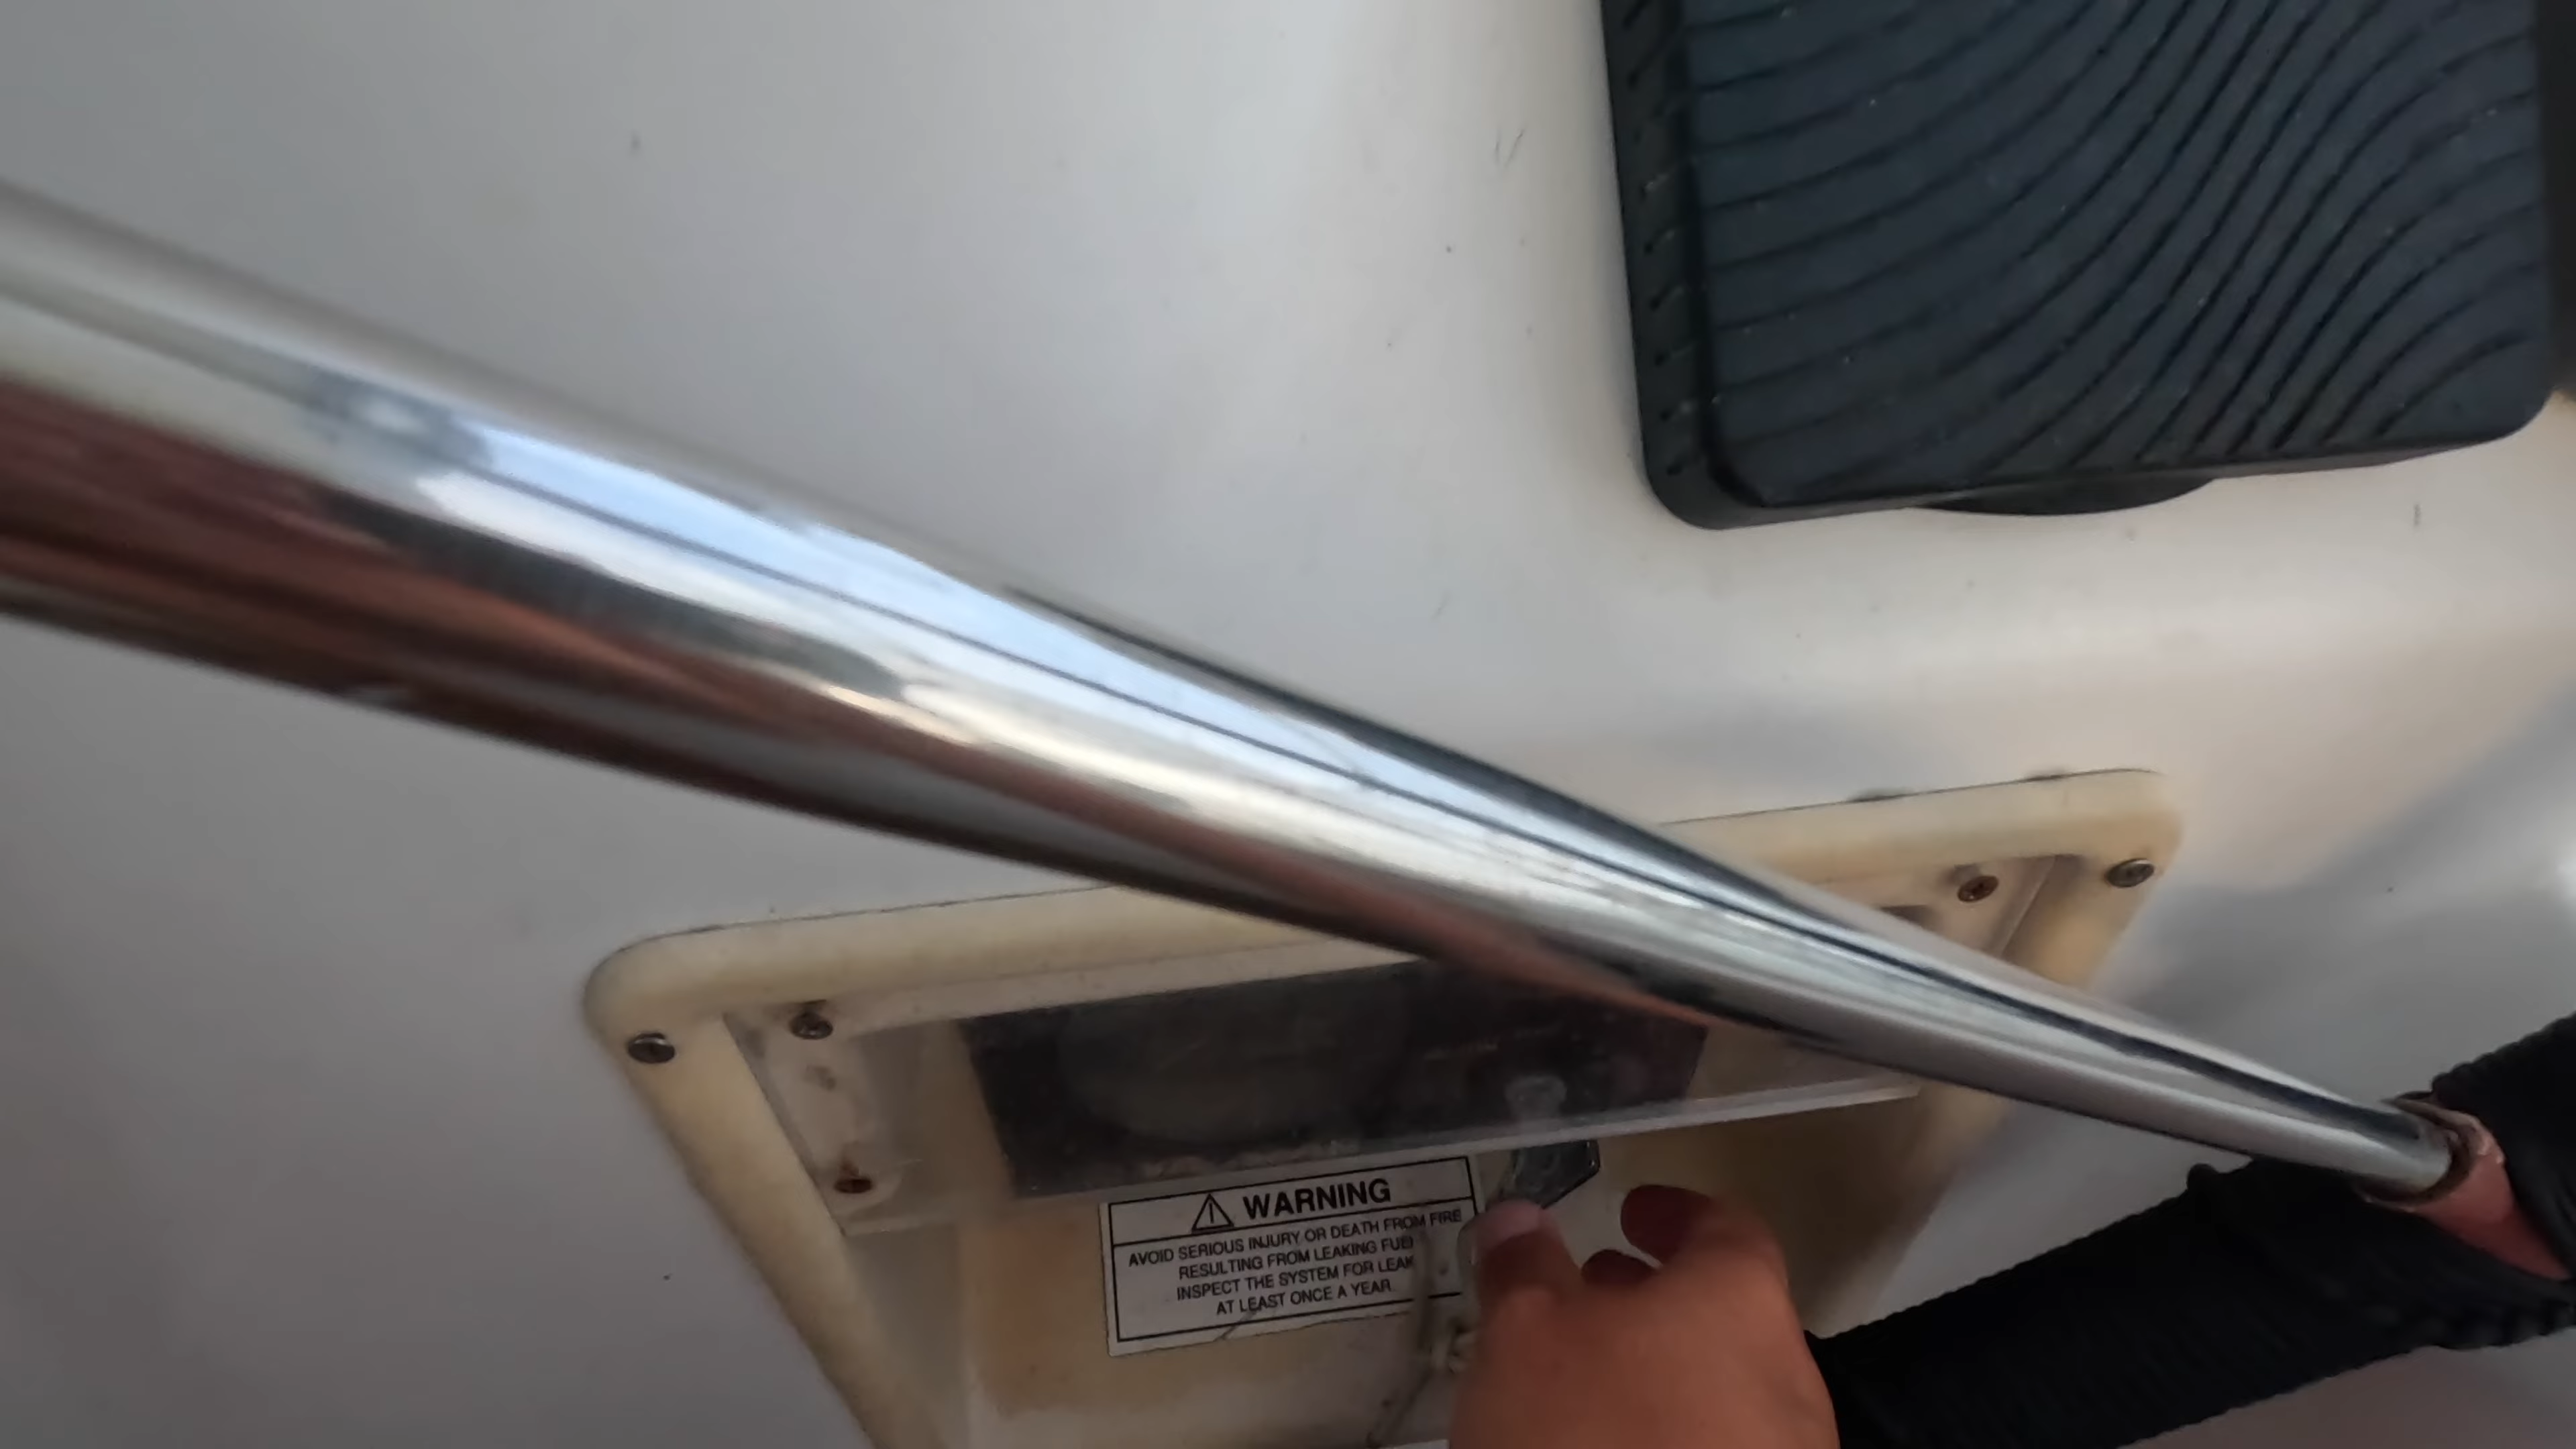 WARNING
AVOID SERIOUS INJURY OR DEATH FROM FIRE
RESULTING FROM LEAKING FUEL
INSPECT THE SYSTEM FOR LEAK
AT LEAST ONCE A YEAR.